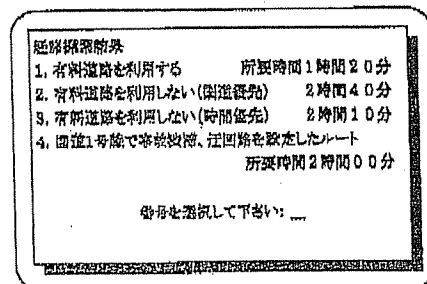 経路探索結果
1. 有料道路を利用する 所要時間1時間20分
2. 有料道路を利用しない(国道優先) 2時間40分
3. 有料道路を利用しない(時間優先) 2時間10分
4. 国道1号線で事故渋滞、迂回路を設定したルート
所要時間2時間00分
番号を選択して下さい: __